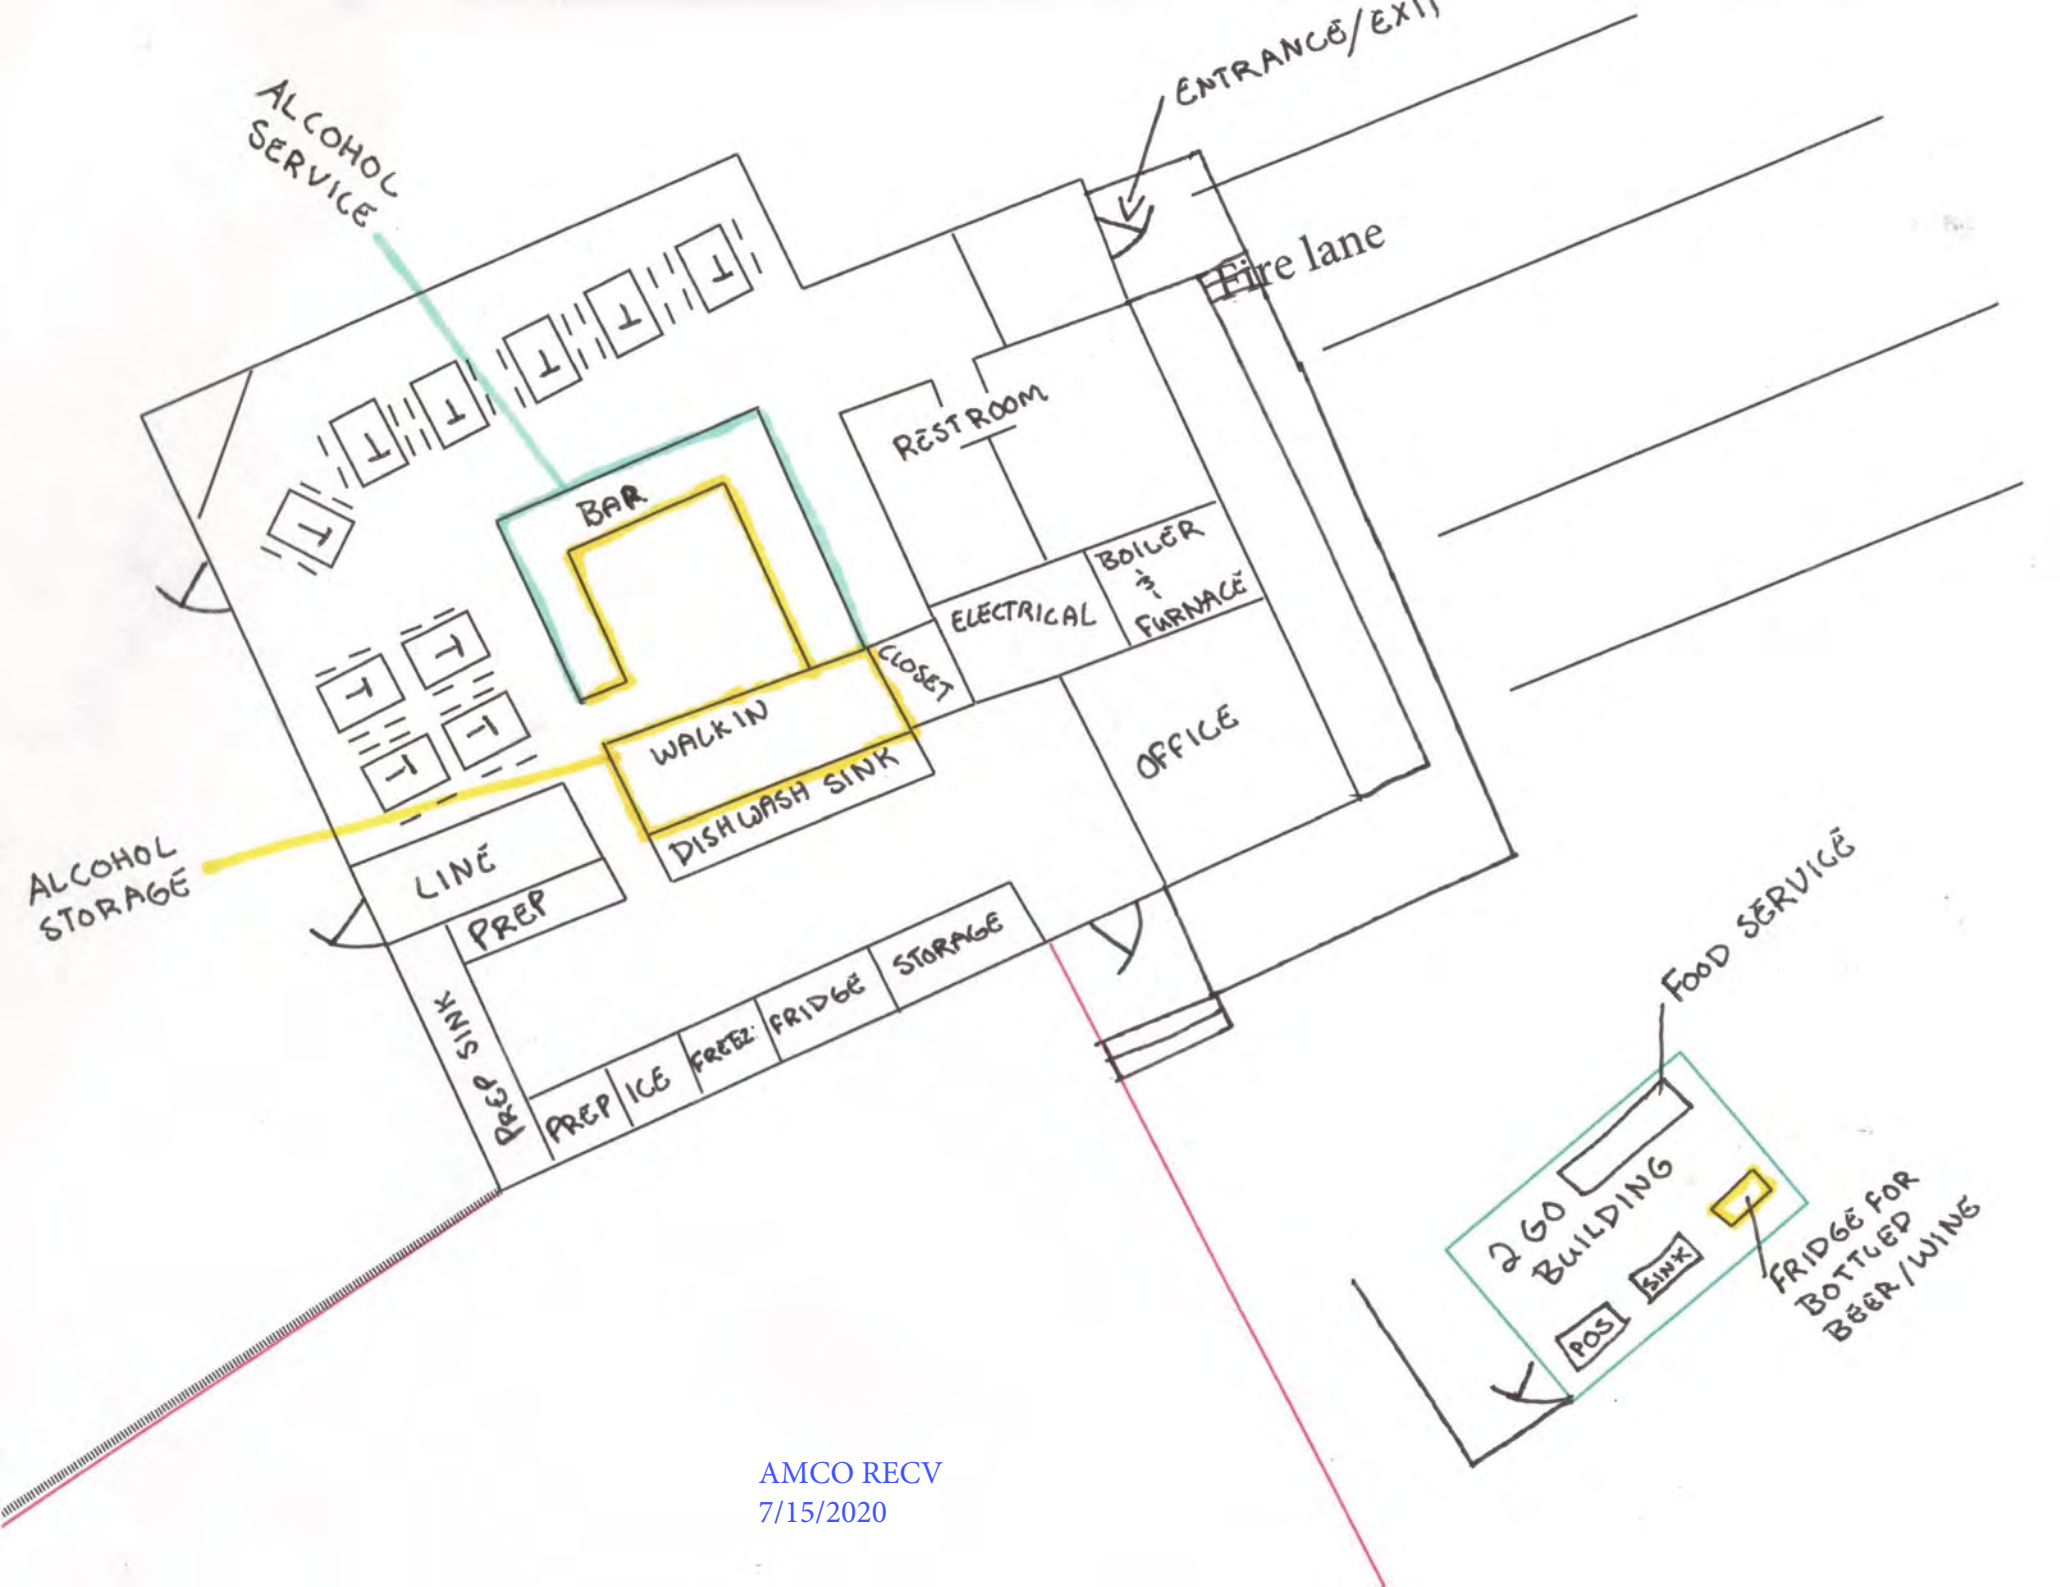 ENTRANCE/EXIT
ALCOHOL
SERVICE
Fire lane
T
T
T
T
T
T
BAR
RESTROOM
BOILER
&
FURNACE
ELECTRICAL
CLOSET
T
T
T
T
WALKIN
OFFICE
DISHWASH SINK
ALCOHOL
STORAGE
LINE
PREP
PREP SINK
PREP
ICE
FREEZ.
FRIDGE
STORAGE
FOOD SERVICE
2 GO
BUILDING
SINK
POS
FRIDGE FOR
BOTTLED
BEER/WINE
AMCO RECV
7/15/2020